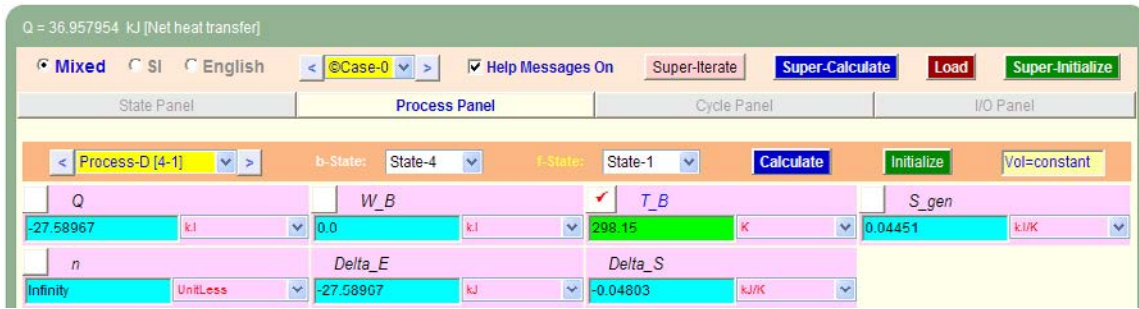 Q = 36.957954 kJ [Net heat transfer]
Mixed SI English < ©Case-0 > Help Messages On Super-Iterate Super-Calculate Load Super-Initialize
State Panel Process Panel Cycle Panel I/O Panel
< Process-D [4-1] > b-State: State-4 f-State: State-1 Calculate Initialize Vol=constant
Q W_B T_B S_gen
-27.58967 kJ 0.0 kJ 298.15 K 0.04451 kJ/K
n Delta_E Delta_S
Infinity UnitLess -27.58967 kJ -0.04803 kJ/K